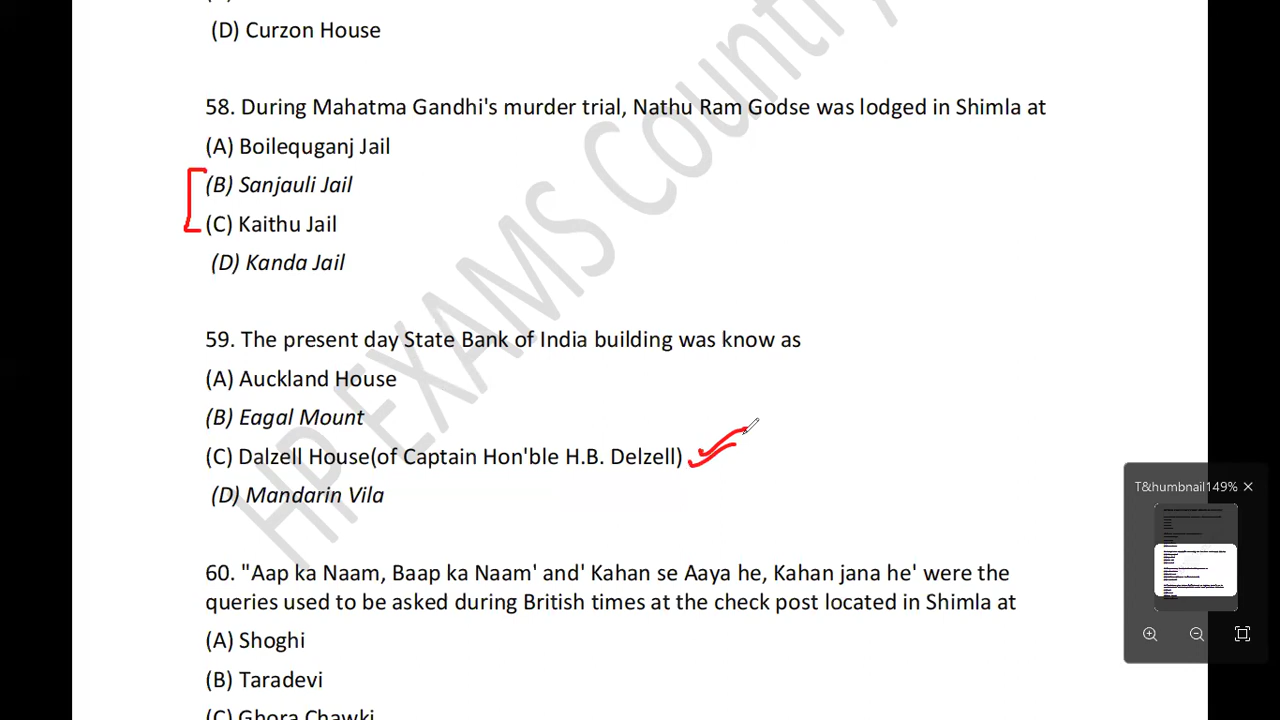 (D) Curzon House
58. During Mahatma Gandhi's murder trial, Nathu Ram Godse was lodged in Shimla at
(A) Boilequganj Jail
(B) Sanjauli Jail
(C) Kaithu Jail
(D) Kanda Jail
59. The present day State Bank of India building was know as
(A) Auckland House
(B) Eagal Mount
(C) Dalzell House(of Captain Hon'ble H.B. Delzell)
(D) Mandarin Vila
60. "Aap ka Naam, Baap ka Naam' and' Kahan se Aaya he, Kahan jana he' were the
queries used to be asked during British times at the check post located in Shimla at
(A) Shoghi
(B) Taradevi
(C) Ghora Chawki
HP EXAMS Country
T&humbnail149%